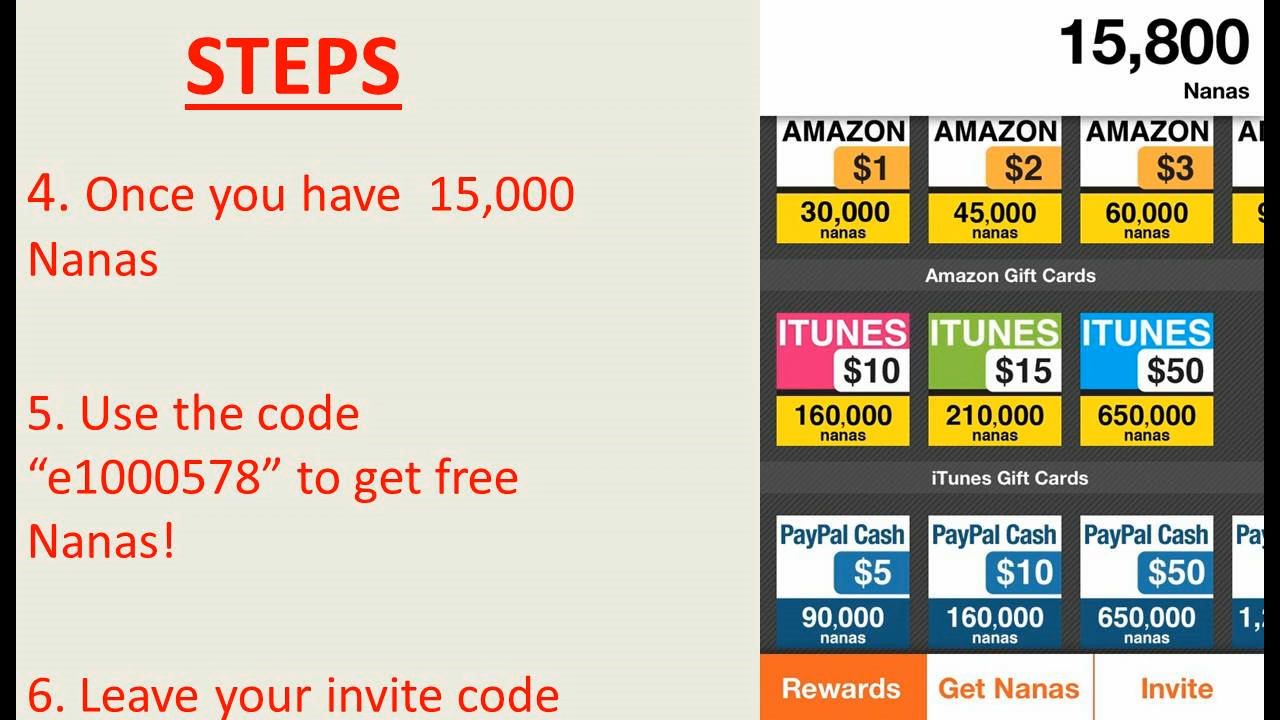 STEPS
4. Once you have 15,000
Nanas
5. Use the code
“e1000578” to get free
Nanas!
6. Leave your invite code
15,800
Nanas
AMAZON AMAZON AMAZON
$1 $2 $3
30,000 45,000 60,000
nanas nanas nanas
Amazon Gift Cards
ITUNES ITUNES ITUNES
$10 $15 $50
160,000 210,000 650,000
nanas nanas nanas
iTunes Gift Cards
PayPal Cash PayPal Cash PayPal Cash
$5 $10 $50
90,000 160,000 650,000
nanas nanas nanas
Rewards Get Nanas Invite